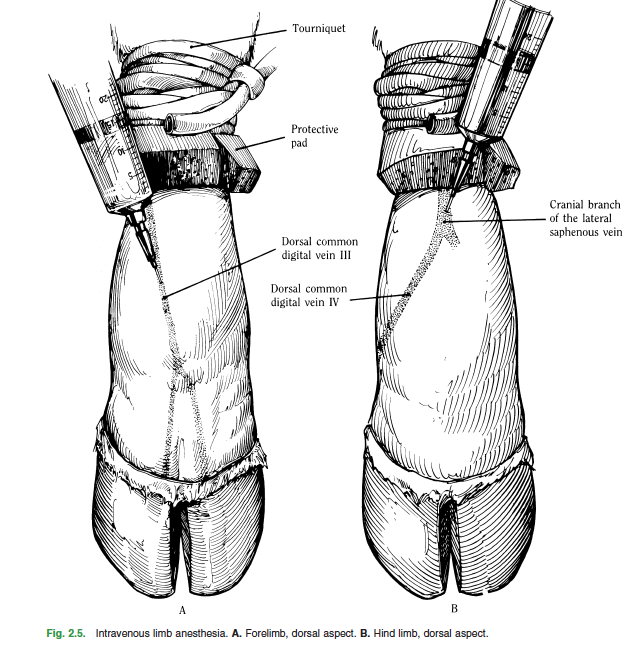 Tourniquet
Protective
pad
Cranial branch
of the lateral
saphenous vein
Dorsal common
digital vein III
Dorsal common
digital vein IV
A
B
Fig. 2.5. Intravenous limb anesthesia. A. Forelimb, dorsal aspect. B. Hind limb, dorsal aspect.